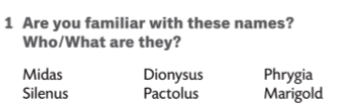 1 Are you familiar with these names?
Who/What are they?
Midas Dionysus Phrygia
Silenus Pactolus Marigold